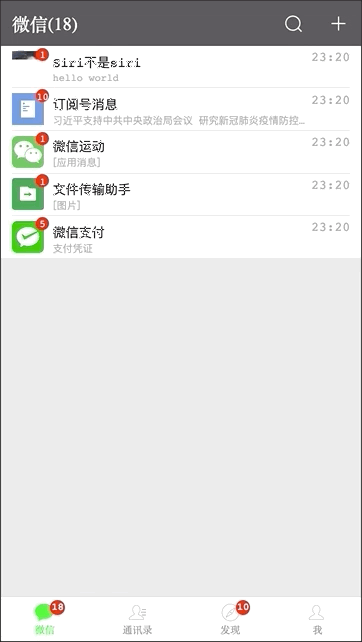 微信(18)
1
Siri不是siri
23:20
hello world
10
订阅号消息
23:20
习近平支持中共中央政治局会议 研究新冠肺炎疫情防控…
1
微信运动
23:20
[应用消息]
1
文件传输助手
23:20
[图片]
5
微信支付
23:20
支付凭证
18
10
微信
通讯录
发现
我